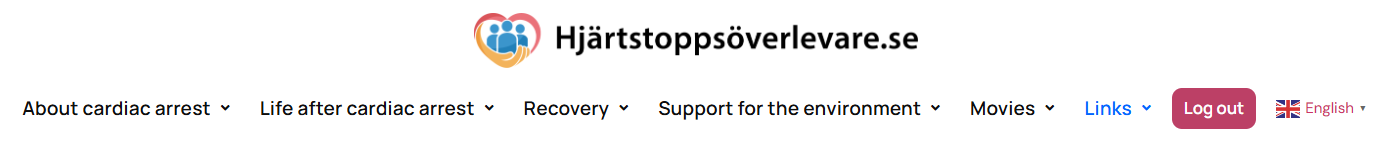 Hjärtstoppsöverlevare.se
About cardiac arrest Life after cardiac arrest Recovery Support for the environment Movies Links Log out English